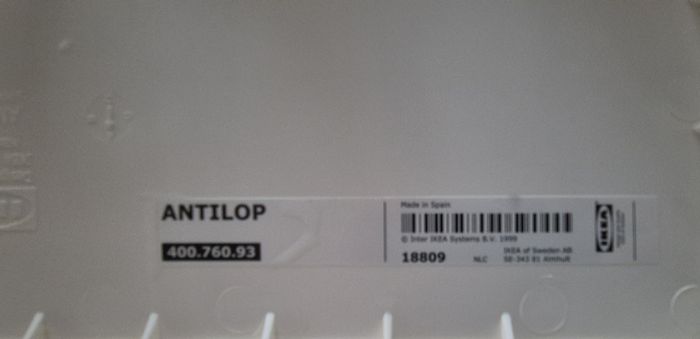 ANTILOP
400.760.93
Made in Spain
© Inter IKEA Systems B.V. 1999
18809
NLC
IKEA of Sweden AB
SE-343 81 Älmhult
IKEA